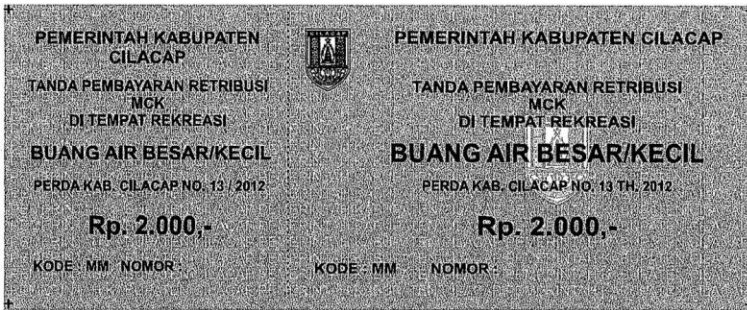 PEMERINTAH KABUPATEN
CILACAP
TANDA PEMBAYARAN RETRIBUSI
MCK
DI TEMPAT REKREASI
BUANG AIR BESAR/KECIL
PERDA KAB. CILACAP NO. 13 / 2012
Rp. 2.000,-
KODE : MM NOMOR :
PEMERINTAH KABUPATEN CILACAP
TANDA PEMBAYARAN RETRIBUSI
MCK
DI TEMPAT REKREASI
BUANG AIR BESAR/KECIL
PERDA KAB. CILACAP NO. 13 TH. 2012
Rp. 2.000,-
KODE : MM NOMOR :